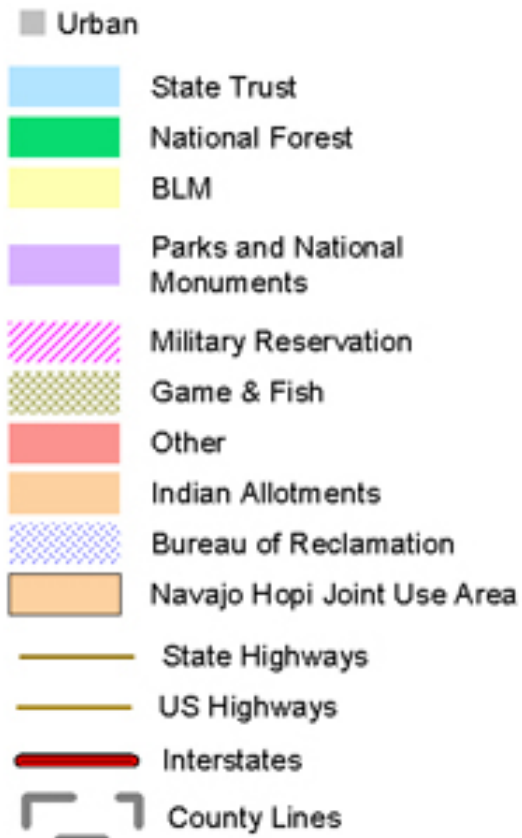 Urban
State Trust
National Forest
BLM
Parks and National
Monuments
Military Reservation
Game & Fish
Other
Indian Allotments
Bureau of Reclamation
Navajo Hopi Joint Use Area
State Highways
US Highways
Interstates
County Lines